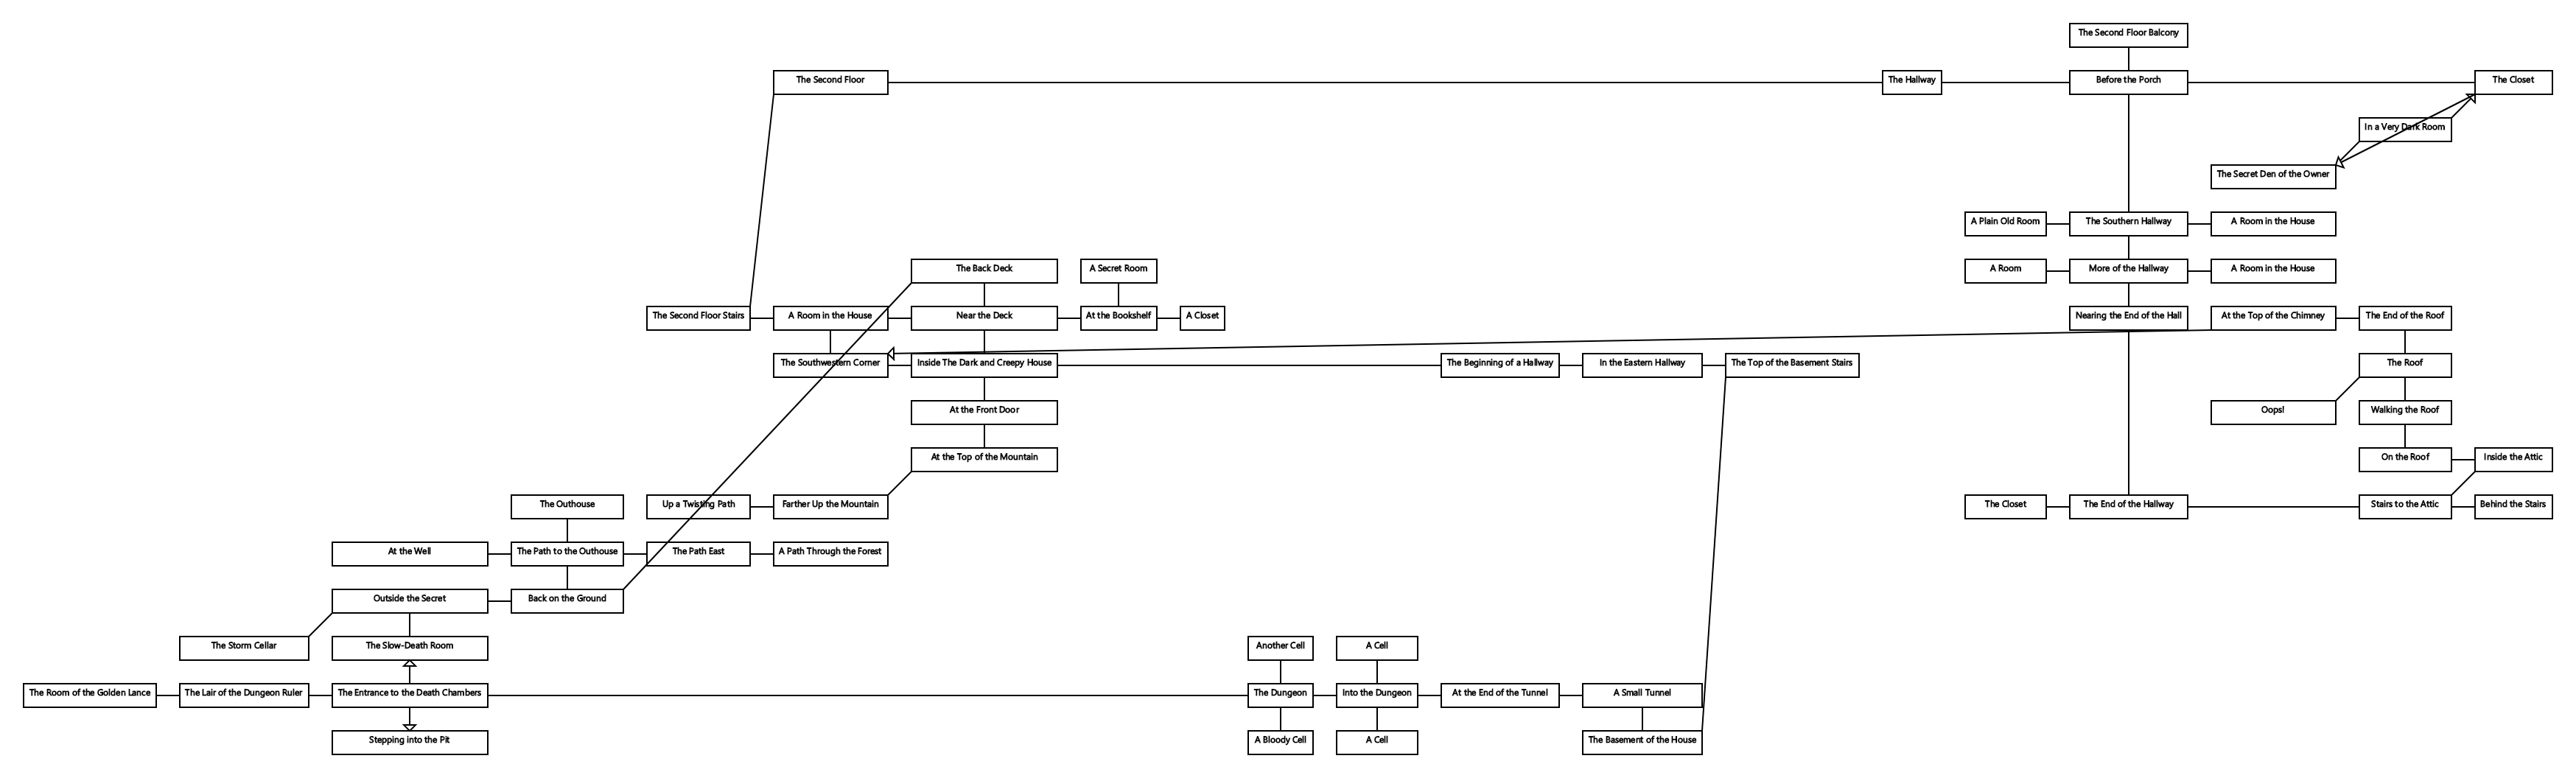 The Second Floor Balcony
The Second Floor
The Hallway
Before the Porch
The Closet
In a Very Dark Room
The Secret Den of the Owner
A Plain Old Room
The Southern Hallway
A Room in the House
The Back Deck
A Secret Room
A Room
More of the Hallway
A Room in the House
The Second Floor Stairs
A Room in the House
Near the Deck
At the Bookshelf
A Closet
Nearing the End of the Hall
At the Top of the Chimney
The End of the Roof
The Southwestern Corner
Inside The Dark and Creepy House
The Beginning of a Hallway
In the Eastern Hallway
The Top of the Basement Stairs
The Roof
At the Front Door
Oops!
Walking the Roof
At the Top of the Mountain
On the Roof
Inside the Attic
The Outhouse
Up a Twisting Path
Farther Up the Mountain
The Closet
The End of the Hallway
Stairs to the Attic
Behind the Stairs
At the Well
The Path to the Outhouse
The Path East
A Path Through the Forest
Outside the Secret
Back on the Ground
The Storm Cellar
The Slow-Death Room
Another Cell
A Cell
The Room of the Golden Lance
The Lair of the Dungeon Ruler
The Entrance to the Death Chambers
The Dungeon
Into the Dungeon
At the End of the Tunnel
A Small Tunnel
Stepping into the Pit
A Bloody Cell
A Cell
The Basement of the House